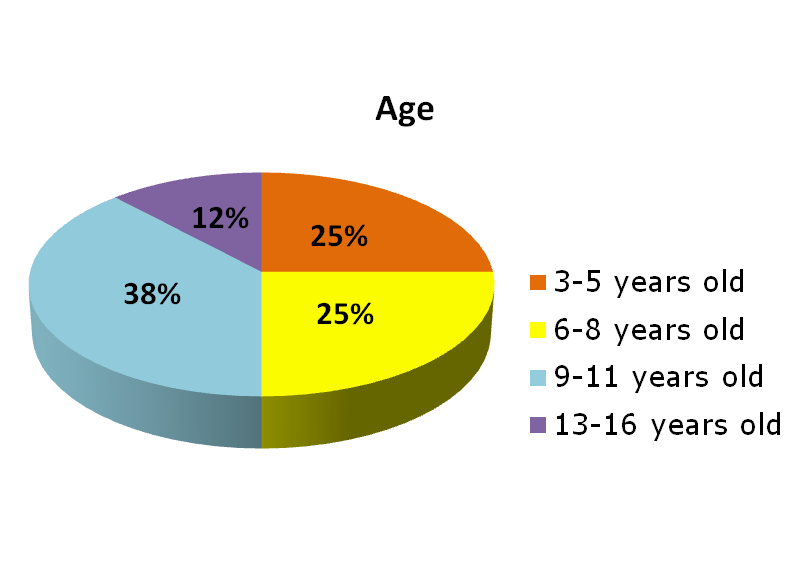 Age
12%
25%
38%
25%
3-5 years old
6-8 years old
9-11 years old
13-16 years old